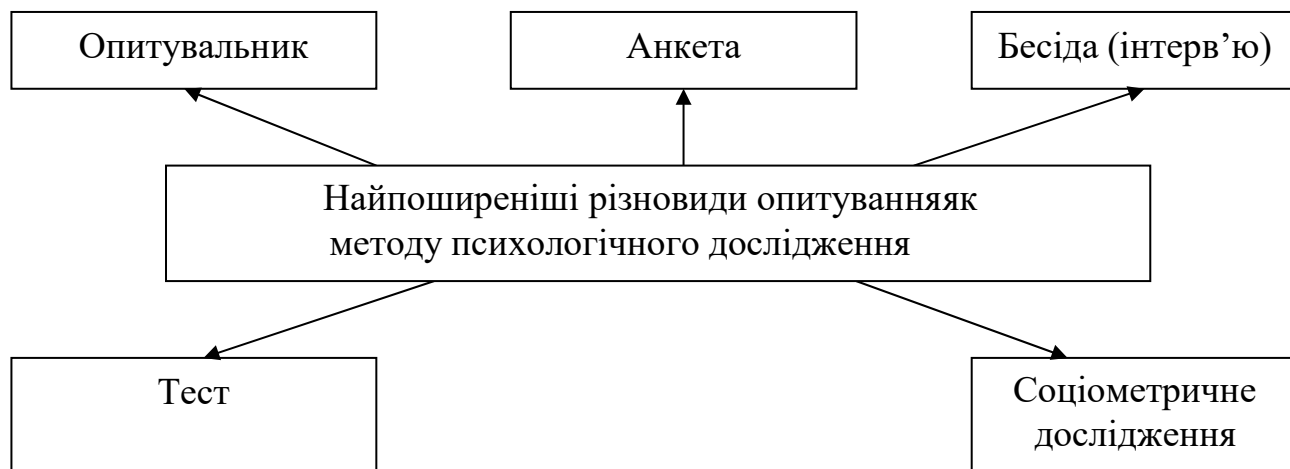 Опитувальник
Анкета
Бесіда (інтерв’ю)
Найпоширеніші різновиди опитуванняяк
методу психологічного дослідження
Тест
Соціометричне
дослідження